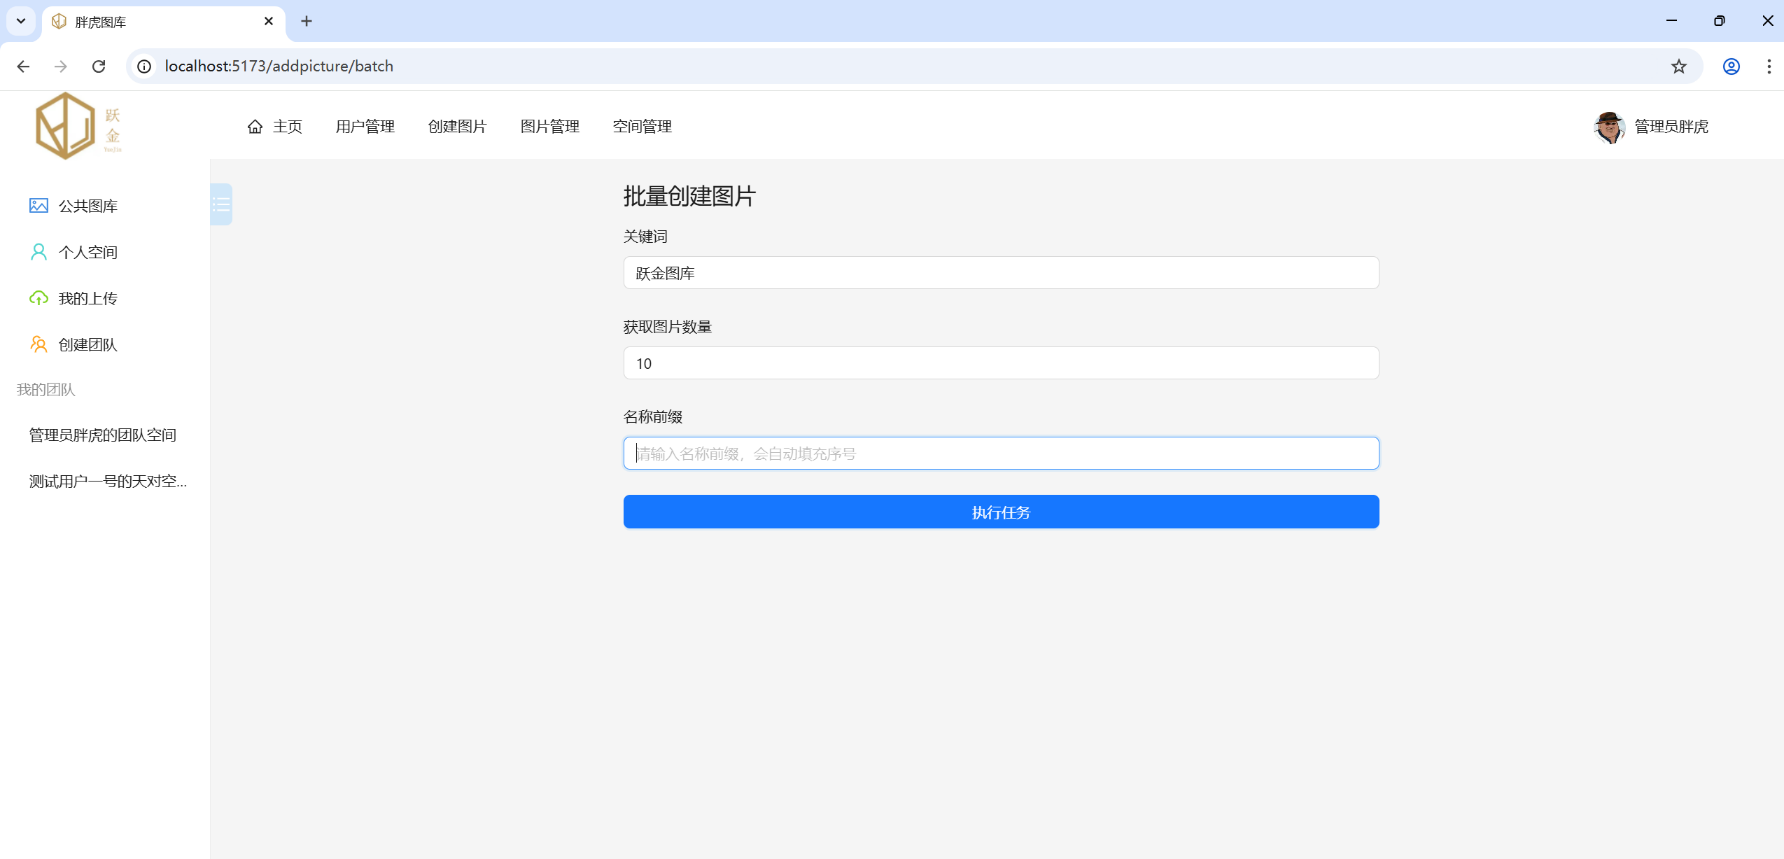 胖虎图库
localhost:5173/addpicture/batch
跃
金
主页
用户管理
创建图片
图片管理
空间管理
管理员胖虎
公共图库
个人空间
我的上传
创建团队
我的团队
管理员胖虎的团队空间
测试用户一号的天对空...
批量创建图片
关键词
跃金图库
获取图片数量
10
名称前缀
请输入名称前缀，会自动填充序号
执行任务